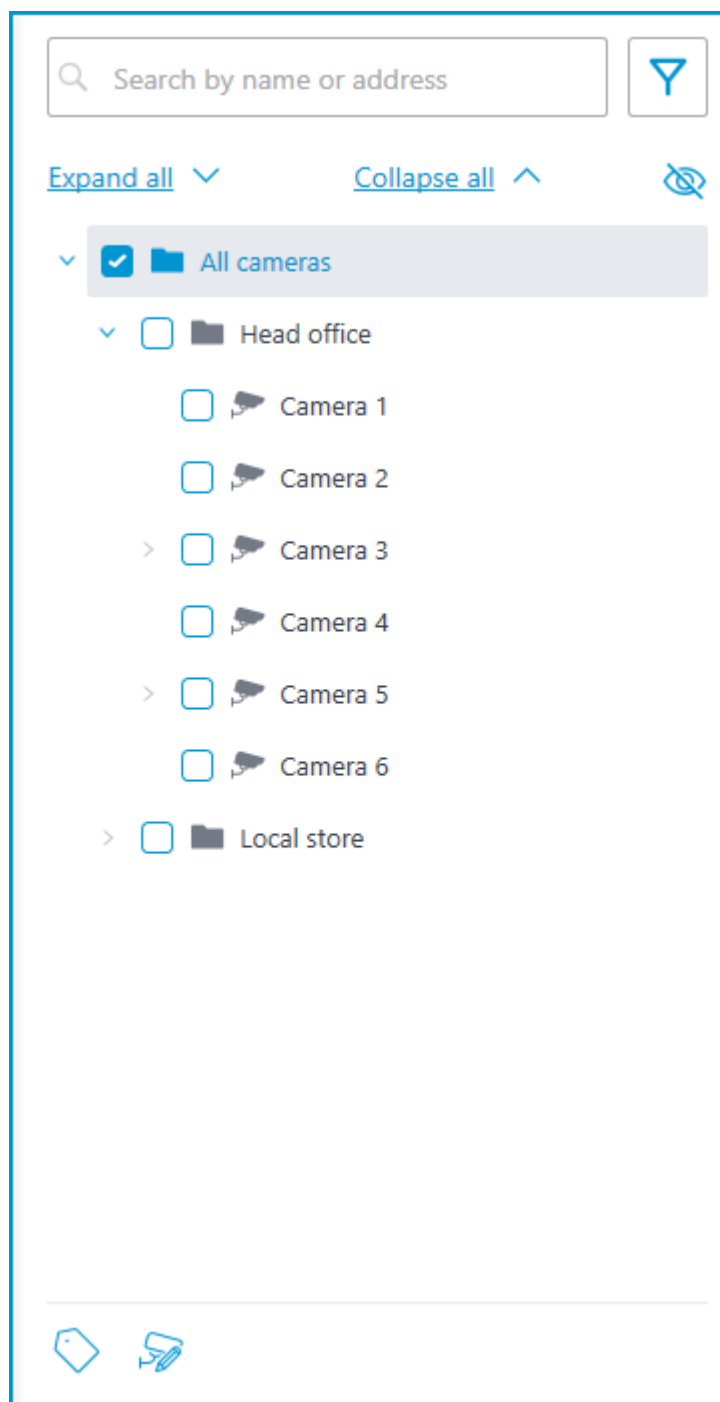 Search by name or address
Expand all Collapse all
All cameras
Head office
Camera 1
Camera 2
Camera 3
Camera 4
Camera 5
Camera 6
Local store